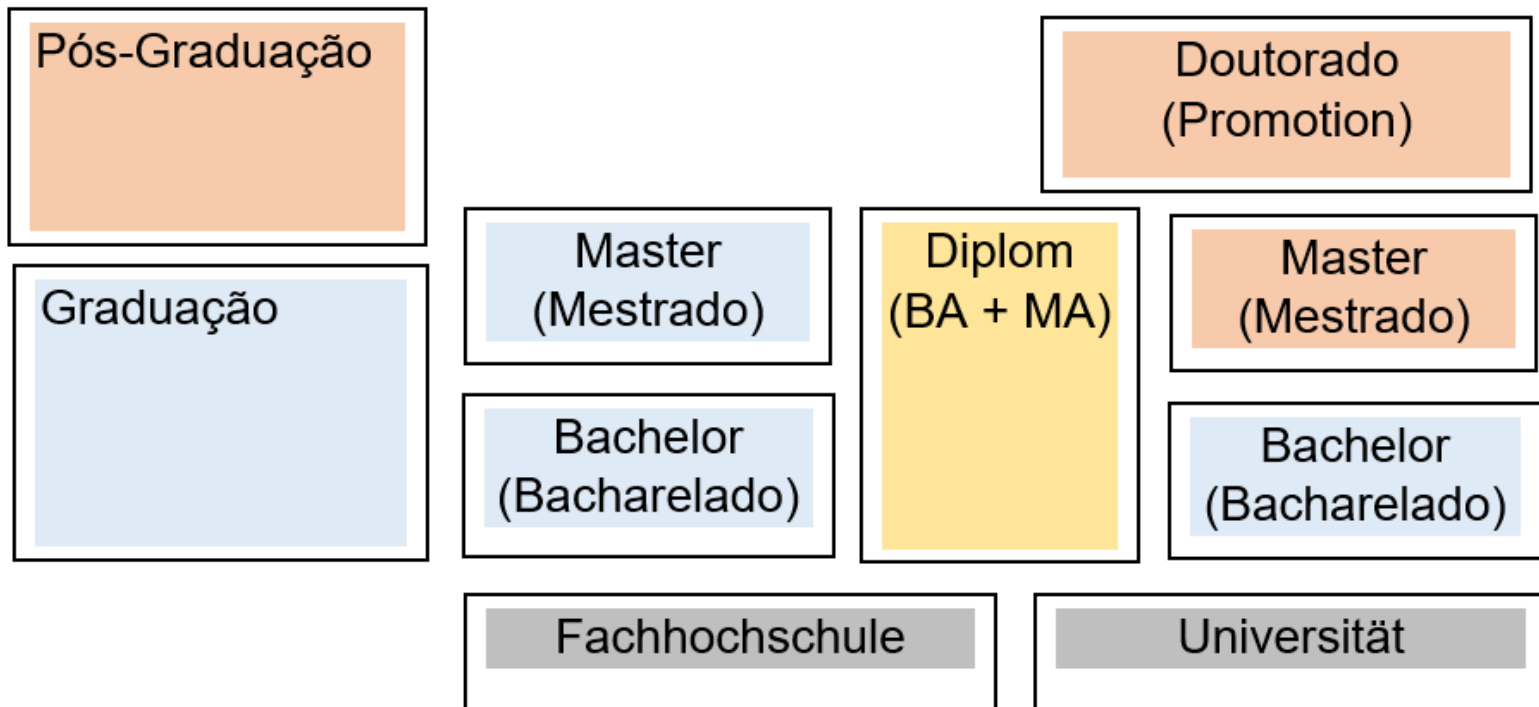 Pós-Graduação
Doutorado
(Promotion)
Master
(Mestrado)
Diplom
(BA + MA)
Master
(Mestrado)
Graduação
Bachelor
(Bacharelado)
Bachelor
(Bacharelado)
Fachhochschule
Universität